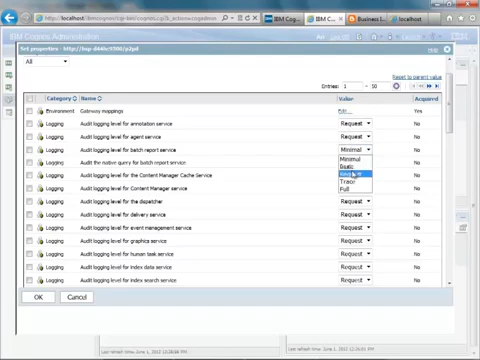 IBM Cog...
IBM C...
Business I...
localhost
IBM Cognos Administration
Set properties -
All
Entries: 1 - 50
Reset to parent value
Category Name Value Acquired
Environment Gateway mappings Edit... Yes
Logging Audit logging level for annotation service Request No
Logging Audit logging level for agent service Request No
Logging Audit logging level for batch report service Minimal No
Minimal
Basic
Request
Trace
Full
Logging Audit the native query for batch report service No
Logging Audit logging level for the Content Manager Cache Service No
Logging Audit logging level for Content Manager service No
Logging Audit logging level for the dispatcher Request No
Logging Audit logging level for delivery service Request No
Logging Audit logging level for event management service Request No
Logging Audit logging level for graphics service Request No
Logging Audit logging level for human task service Request No
Logging Audit logging level for index data service Request No
Logging Audit logging level for index search service Request No
OK Cancel